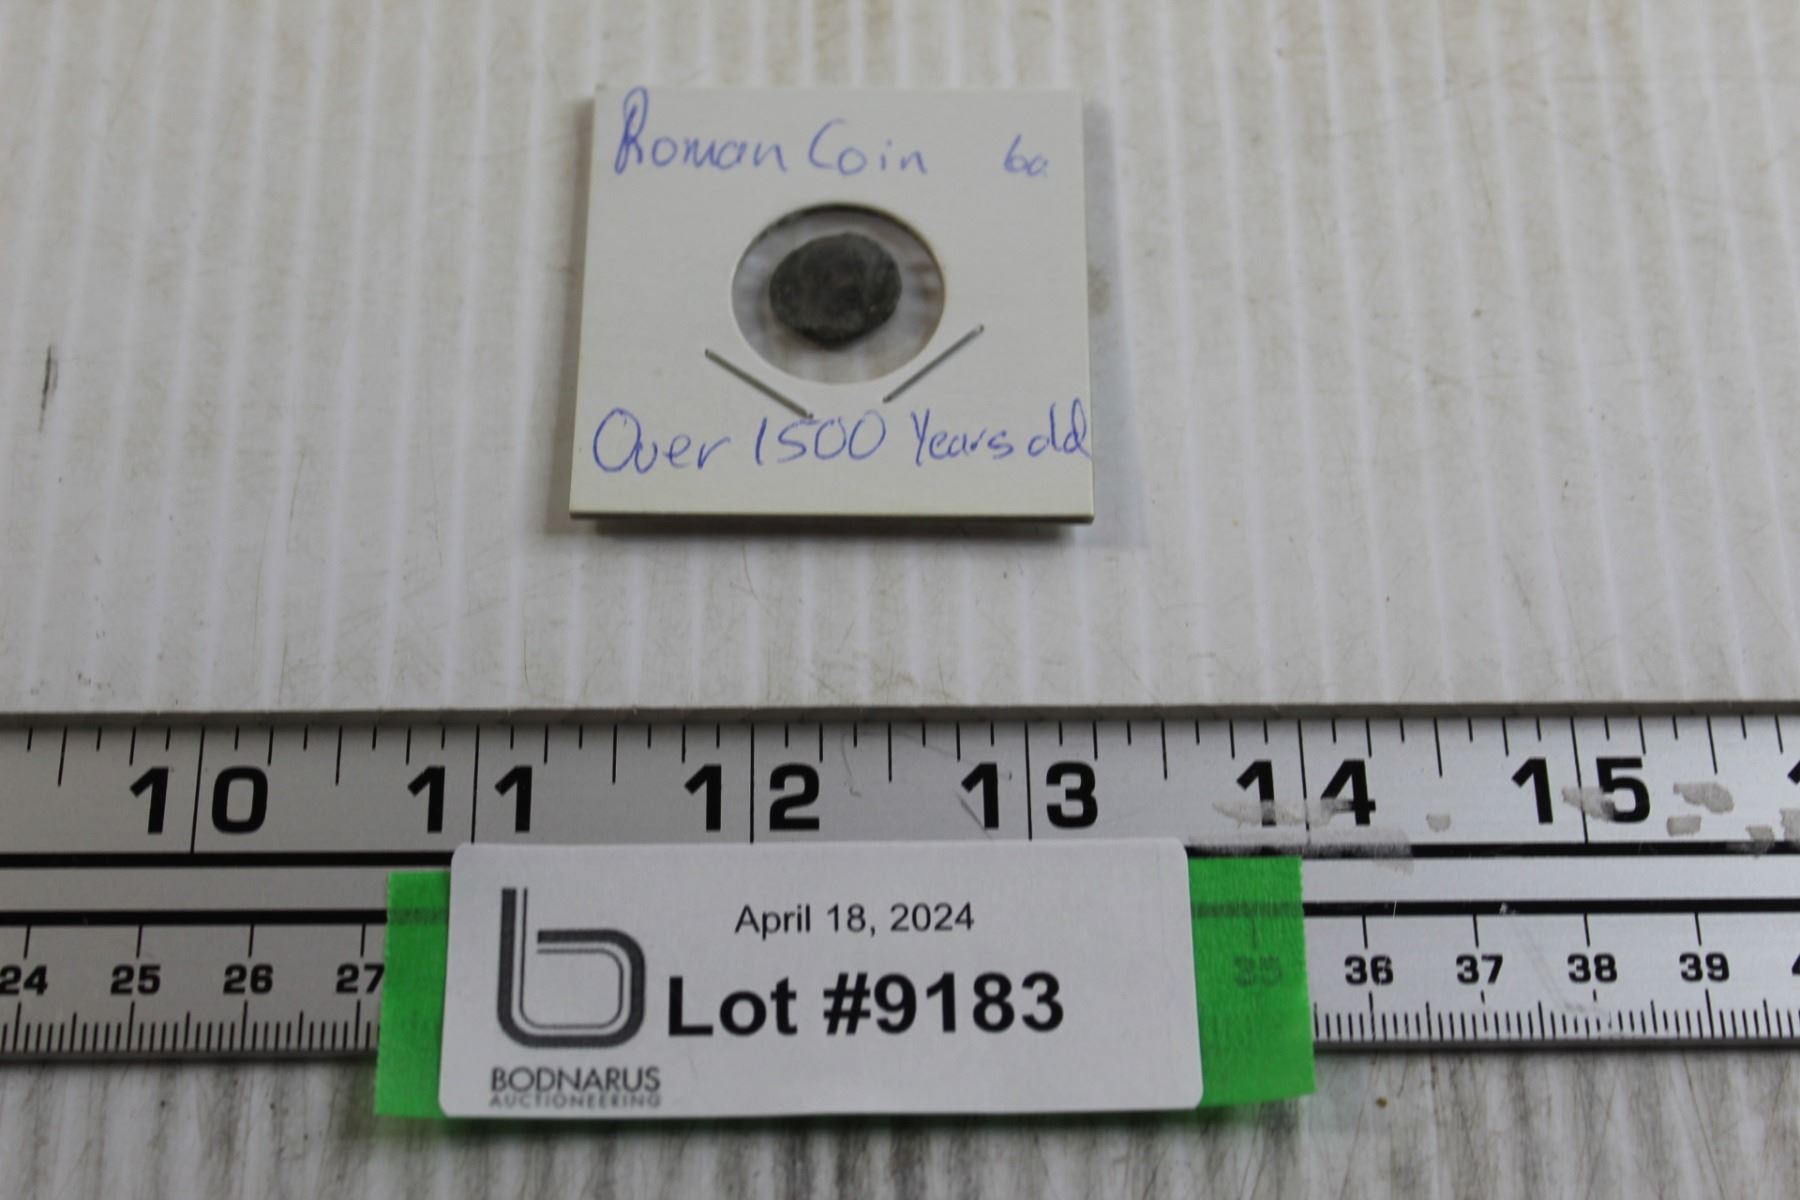 Roman Coin 6a
Over 1500 Years old
10 11 12 13 14 15
24 25 26 27 35 36 37 38 39
April 18, 2024
Lot #9183
BODNARUS
AUCTIONEERING